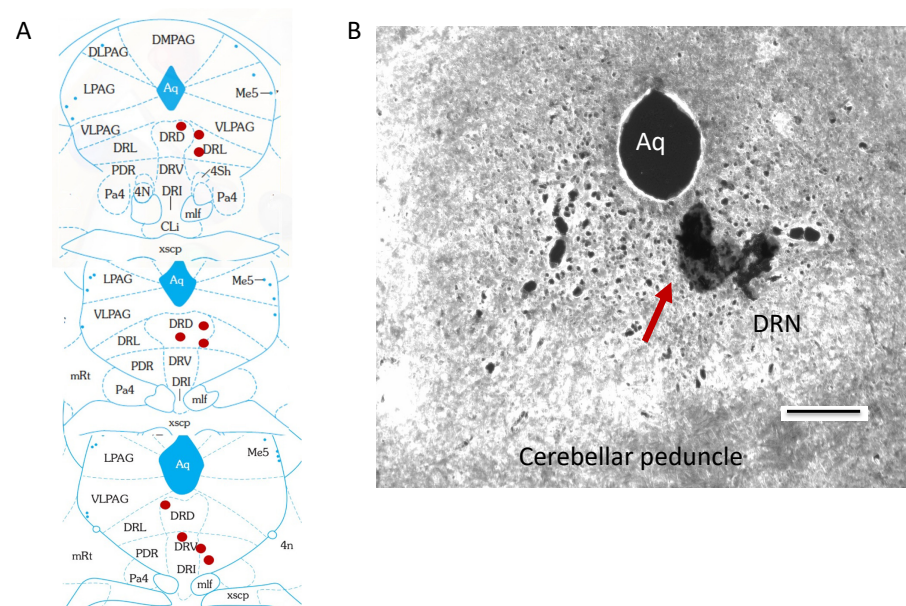 A
DMPAG
DLPAG
Aq
LPAG
Me5
VLPAG
VLPAG
DRD
DRL
DRL
PDR
DRV
4Sh
Pa4
4N
DRI
Pa4
mlf
CLi
xscp
LPAG
Aq
Me5
VLPAG
DRD
DRL
DRV
PDR
mRt
DRI
Pa4
mlf
xscp
Me5
LPAG
Aq
VLPAG
DRD
DRL
4n
DRV
PDR
mRt
DRI
Pa4
mlf
xscp
B
Aq
DRN
Cerebellar peduncle